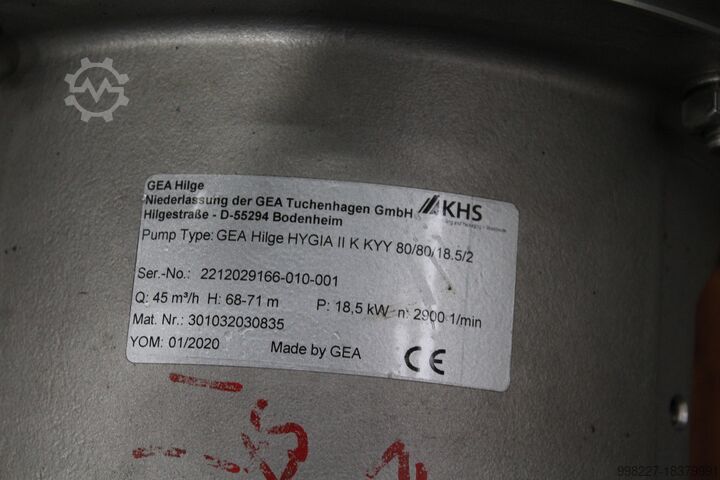 GEA Hilge
Niederlassung der GEA Tuchenhagen GmbH
Hilgestraße - D-55294 Bodenheim
KHS
Pump Type: GEA Hilge HYGIA II K KYY 80/80/18.5/2
Ser.-No.: 2212029166-010-001
Q: 45 m³/h H: 68-71 m P: 18,5 kW n: 2900 1/min
Mat. Nr.: 301032030835
YOM: 01/2020 Made by GEA CE